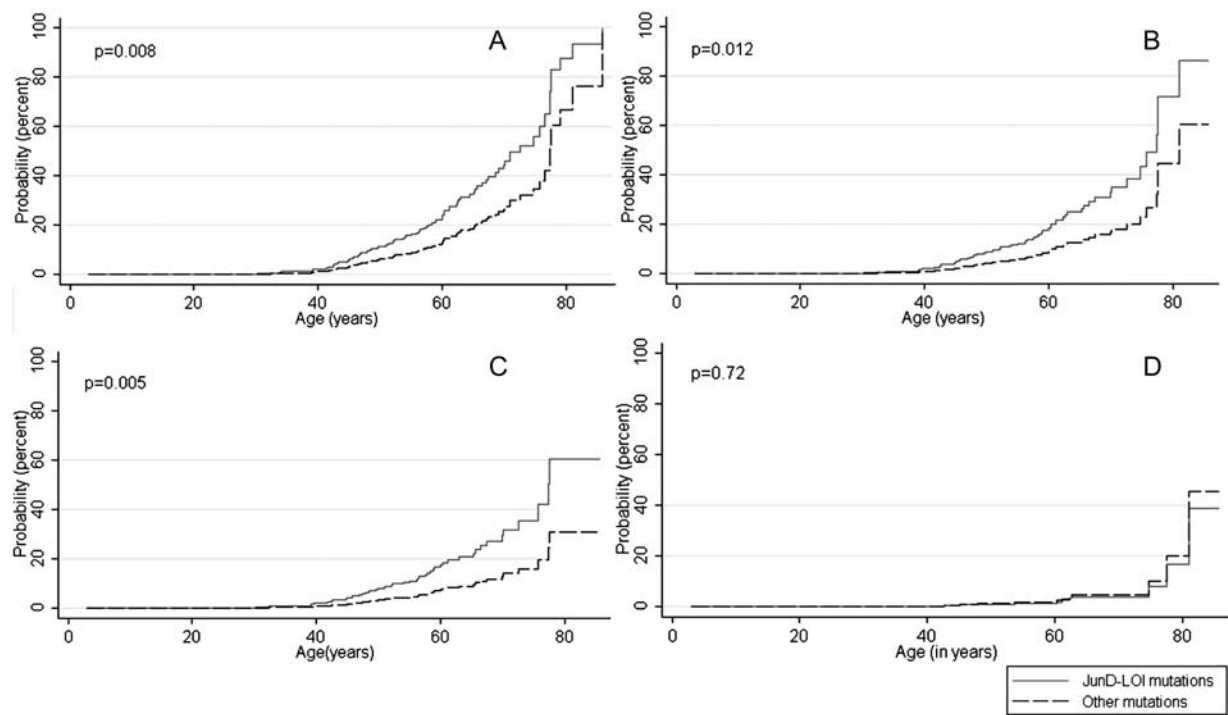 A
p=0.008
Probability (percent)
0 20 40 60 80 100
0 20 40 60 80
Age (years)
B
p=0.012
Probability (percent)
0 20 40 60 80 100
0 20 40 60 80
Age (years)
C
p=0.005
Probability (percent)
0 20 40 60 80 100
0 20 40 60 80
Age(years)
D
p=0.72
Probability (percent)
0 20 40 60 80 100
0 20 40 60 80
Age (in years)
JunD-LOI mutations
Other mutations